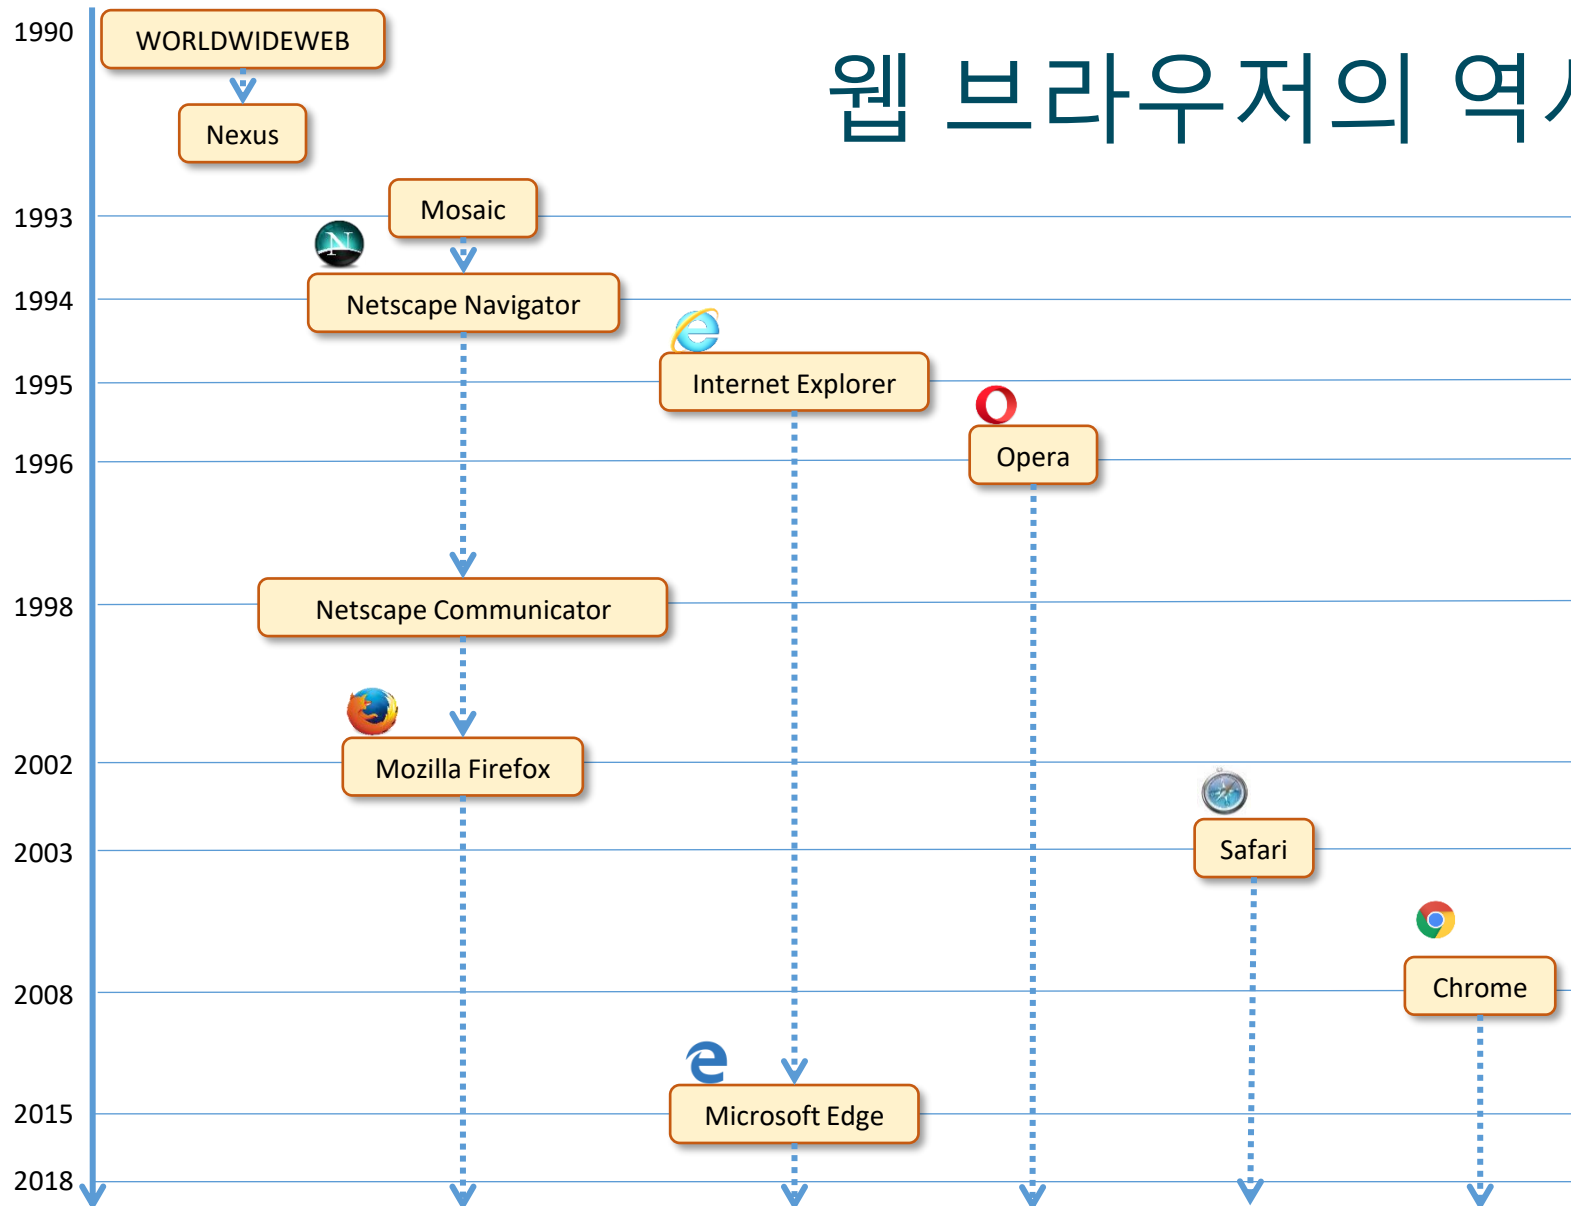 1990
WORLDWIDEWEB
웹 브라우저의
Nexus
Mosaic
1993
N
1994
Netscape Navigator
1995
Internet Explorer
1996
Opera
1998
Netscape Communicator
2002
Mozilla Firefox
2003
Safari
2008
Chrome
2015
Microsoft Edge
2018